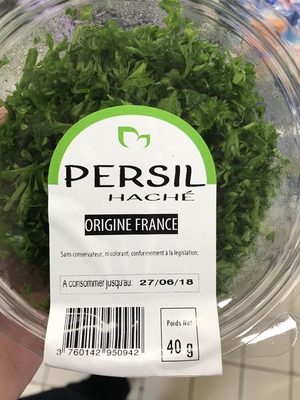 PERSIL
HACHÉ
ORIGINE FRANCE
Sans conservateur, ni colorant, conformément à la législation.
A consommer jusqu'au: 27/06/18
Poids Net
40 g
3 760142 950942